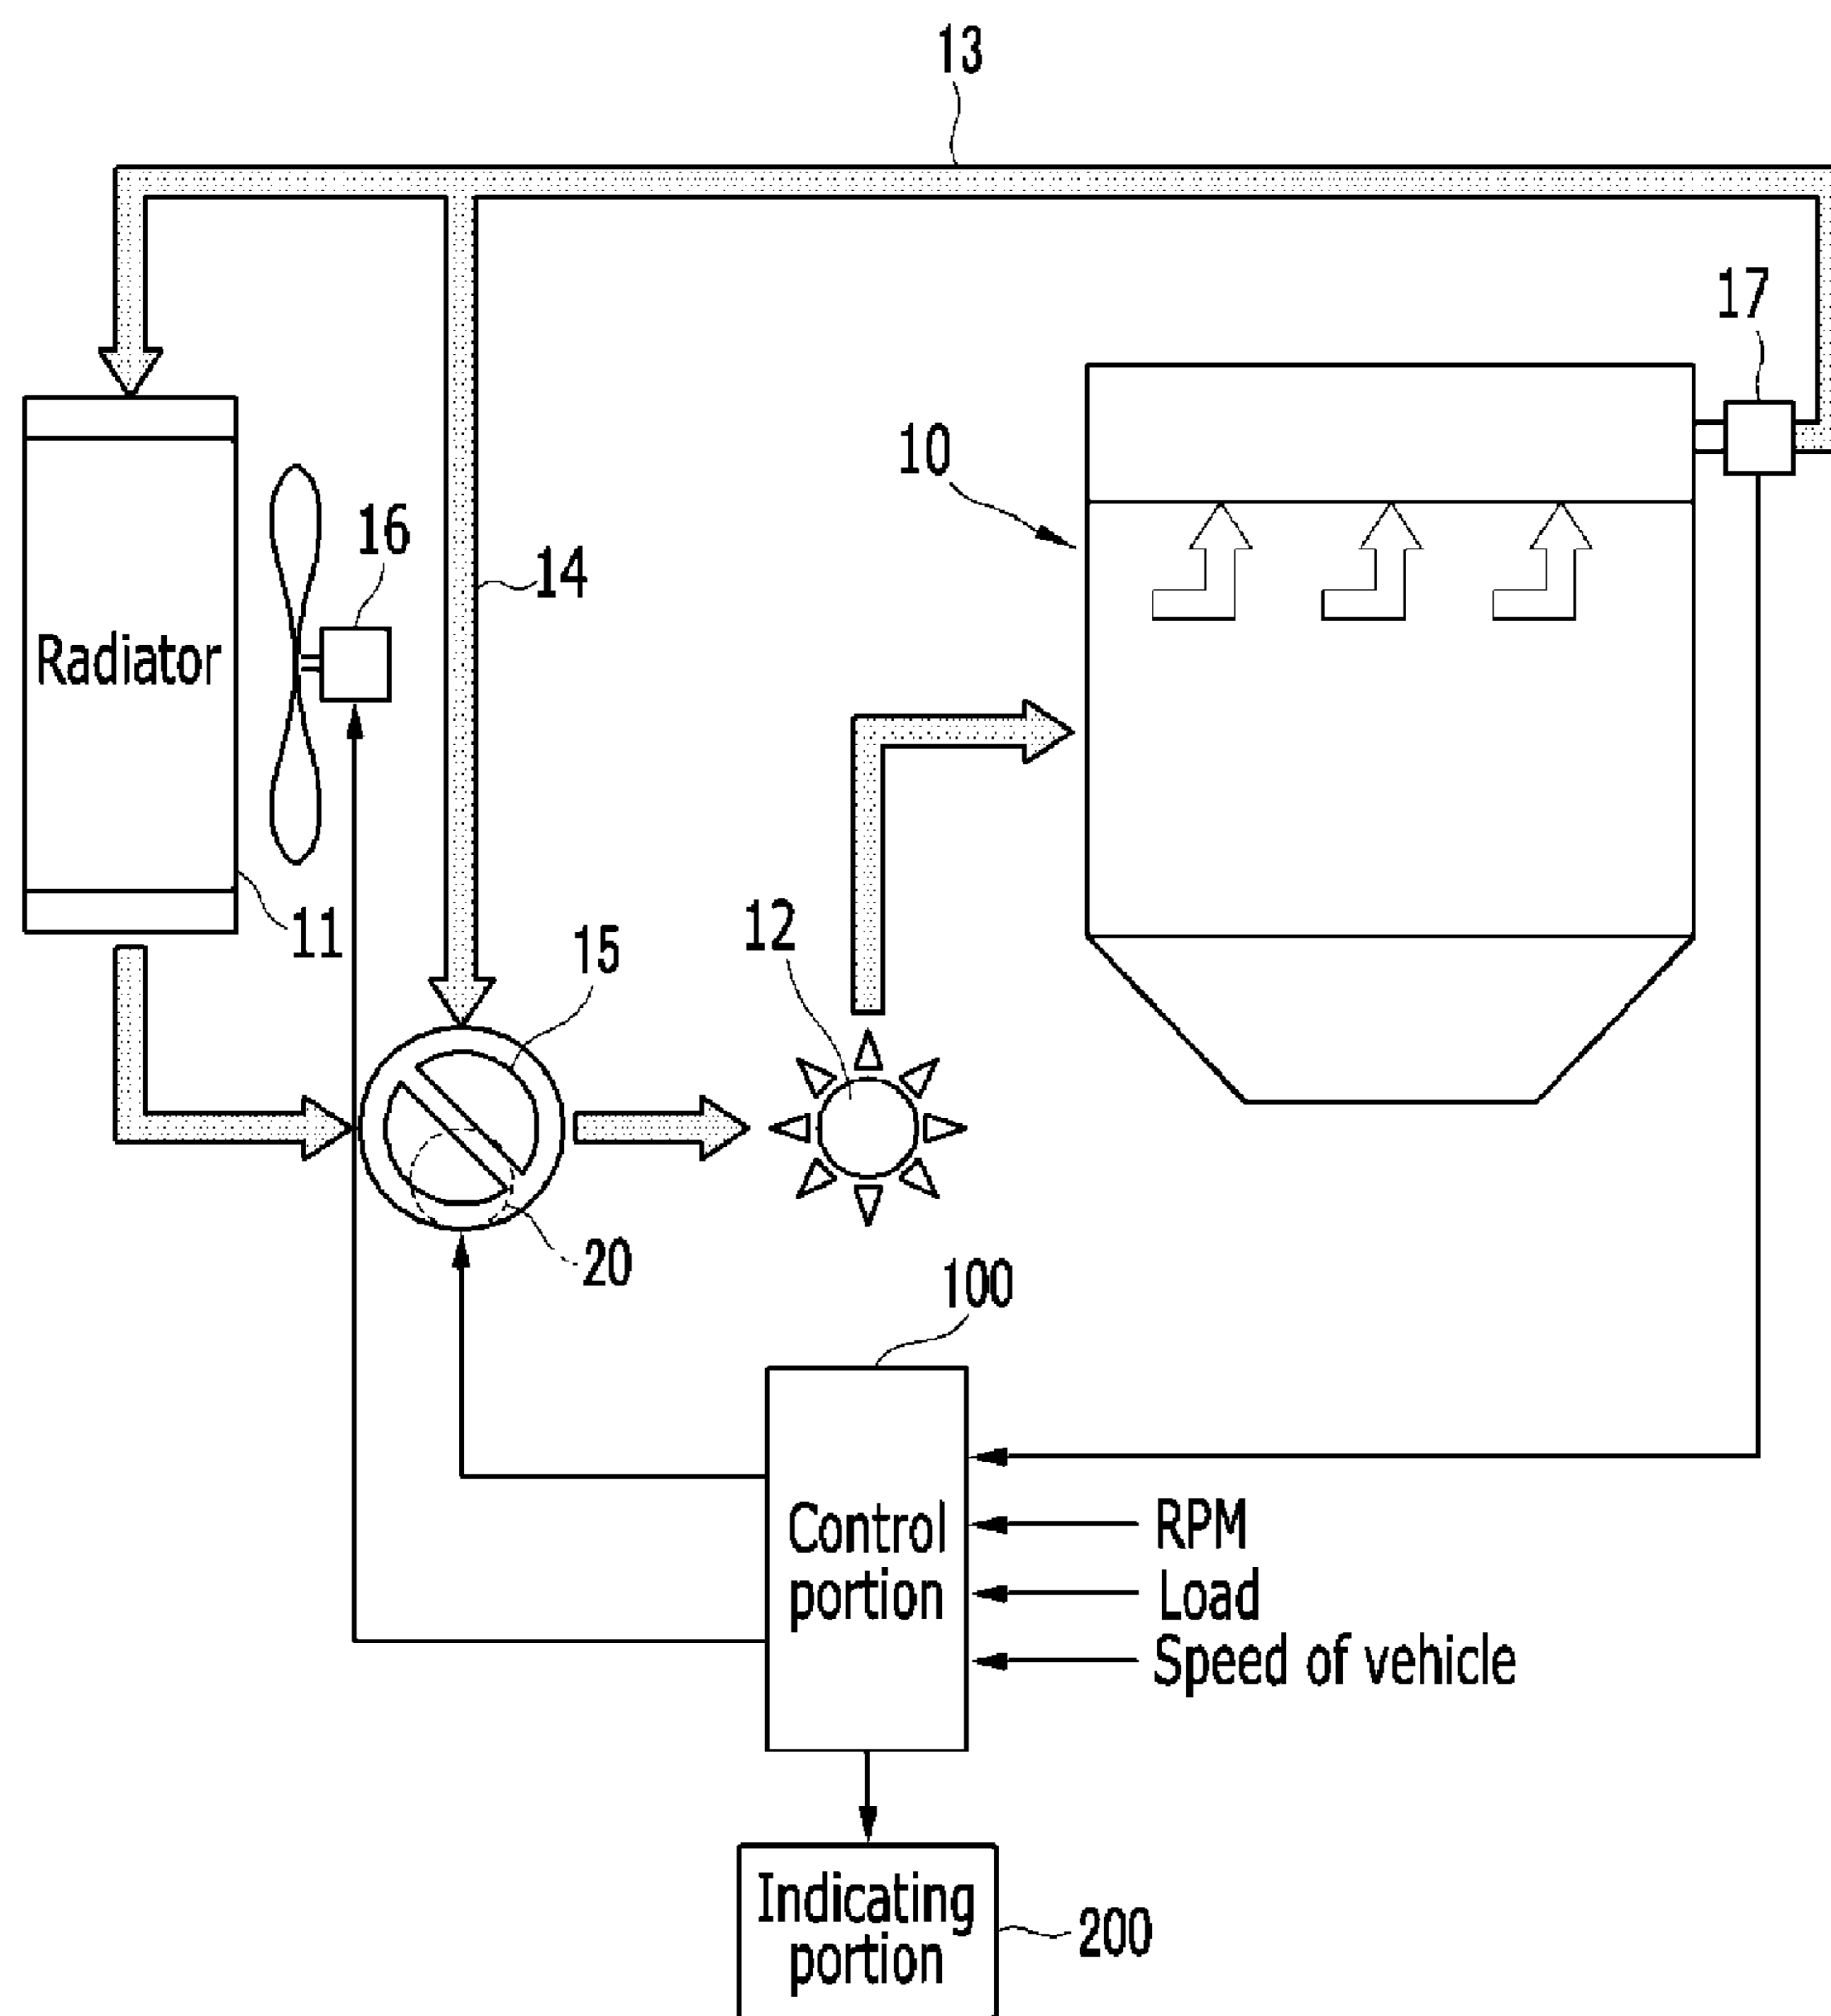 13
17
10
16
14
Radiator
12
15
11
20
100
Control
portion
RPM
Load
Speed of vehicle
Indicating
portion
200